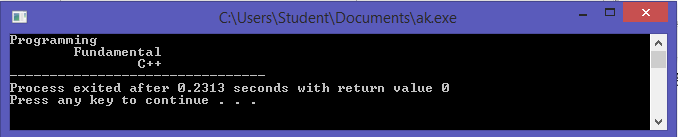 C:\Users\Student\Documents\ak.exe
Programming
        Fundamental
                C++
--------------------------------
Process exited after 0.2313 seconds with return value 0
Press any key to continue . . .